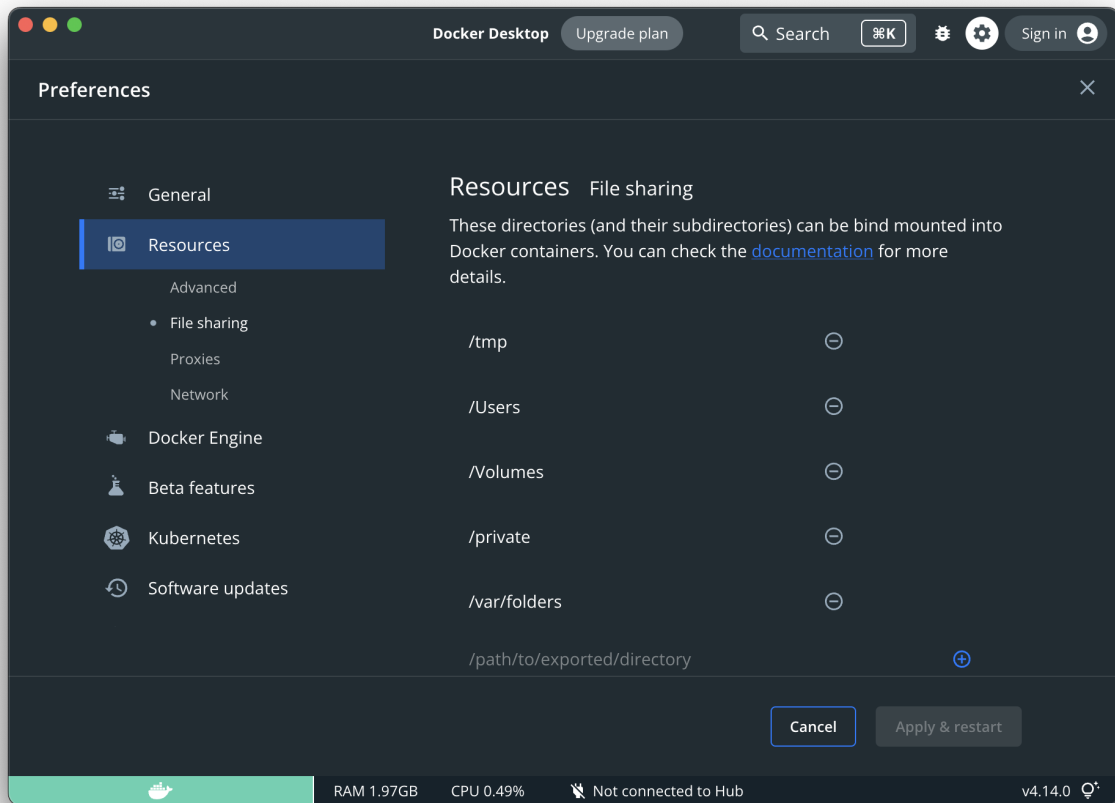 Docker Desktop
Upgrade plan
Search
⌘K
Sign in
Preferences
General
Resources
Advanced
File sharing
Proxies
Network
Docker Engine
Beta features
Kubernetes
Software updates
Resources File sharing
These directories (and their subdirectories) can be bind mounted into
Docker containers. You can check the documentation for more
details.
/tmp
/Users
/Volumes
/private
/var/folders
/path/to/exported/directory
Cancel
Apply & restart
RAM 1.97GB
CPU 0.49%
Not connected to Hub
v4.14.0